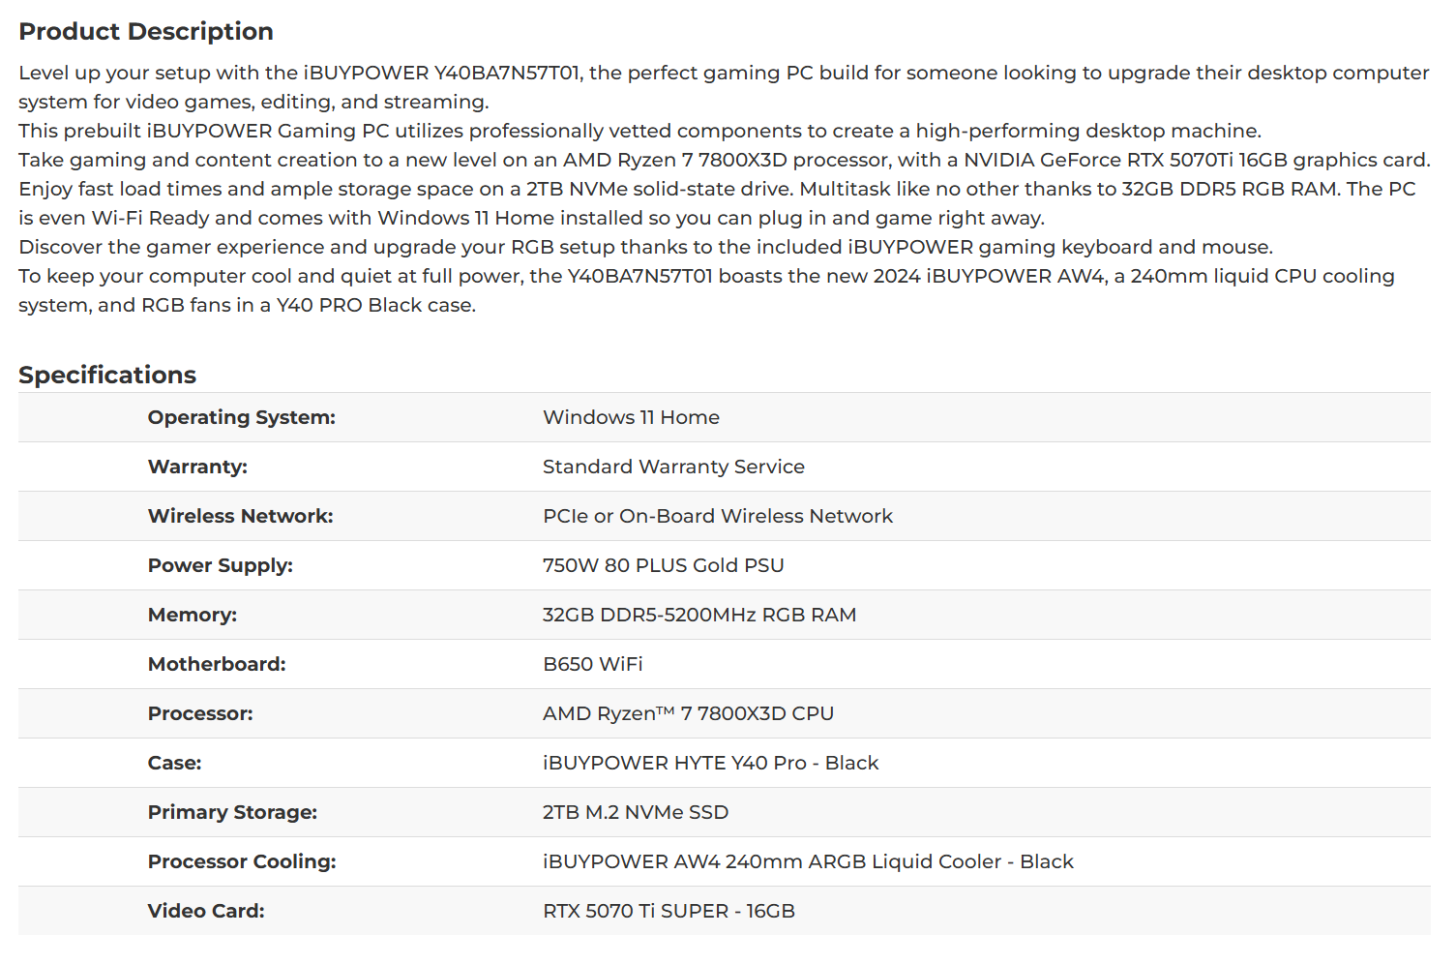 Product Description
Level up your setup with the iBUYPOWER Y40BA7N57T01, the perfect gaming PC build for someone looking to upgrade their desktop computer
system for video games, editing, and streaming.
This prebuilt iBUYPOWER Gaming PC utilizes professionally vetted components to create a high-performing desktop machine.
Take gaming and content creation to a new level on an AMD Ryzen 7 7800X3D processor, with a NVIDIA GeForce RTX 5070Ti 16GB graphics card.
Enjoy fast load times and ample storage space on a 2TB NVMe solid-state drive. Multitask like no other thanks to 32GB DDR5 RGB RAM. The PC
is even Wi-Fi Ready and comes with Windows 11 Home installed so you can plug in and game right away.
Discover the gamer experience and upgrade your RGB setup thanks to the included iBUYPOWER gaming keyboard and mouse.
To keep your computer cool and quiet at full power, the Y40BA7N57T01 boasts the new 2024 iBUYPOWER AW4, a 240mm liquid CPU cooling
system, and RGB fans in a Y40 PRO Black case.
Specifications
Operating System: Windows 11 Home
Warranty: Standard Warranty Service
Wireless Network: PCIe or On-Board Wireless Network
Power Supply: 750W 80 PLUS Gold PSU
Memory: 32GB DDR5-5200MHz RGB RAM
Motherboard: B650 WiFi
Processor: AMD Ryzen™ 7 7800X3D CPU
Case: iBUYPOWER HYTE Y40 Pro - Black
Primary Storage: 2TB M.2 NVMe SSD
Processor Cooling: iBUYPOWER AW4 240mm ARGB Liquid Cooler - Black
Video Card: RTX 5070 Ti SUPER - 16GB